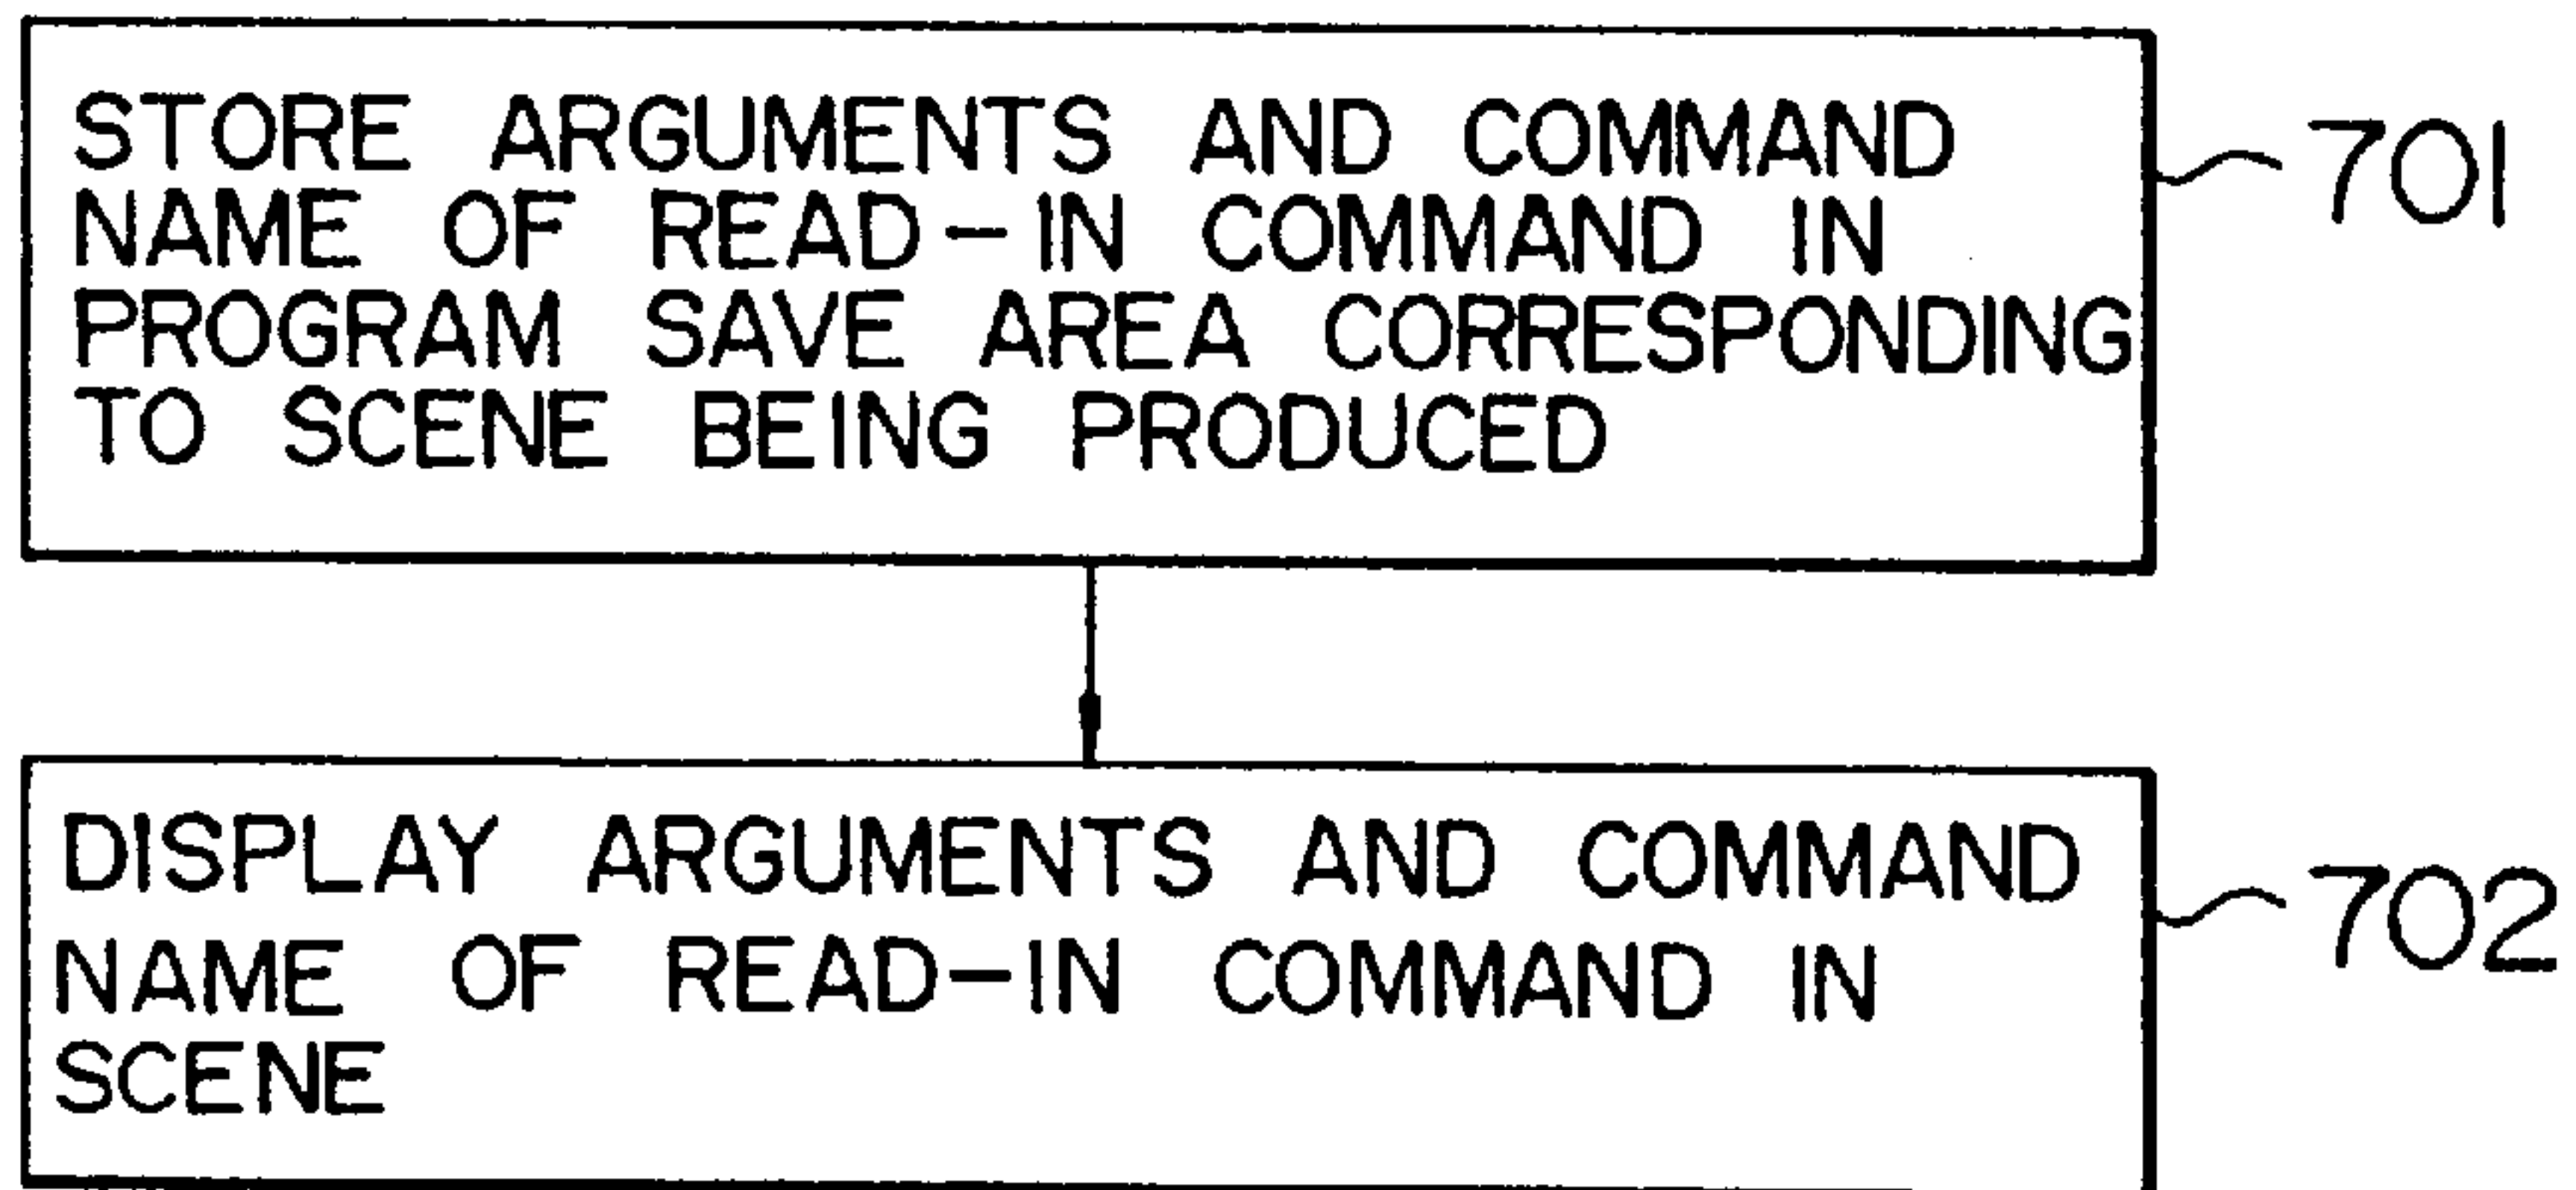 STORE ARGUMENTS AND COMMAND
NAME OF READ-IN COMMAND IN
PROGRAM SAVE AREA CORRESPONDING
TO SCENE BEING PRODUCED
701
DISPLAY ARGUMENTS AND COMMAND
NAME OF READ-IN COMMAND IN
SCENE
702